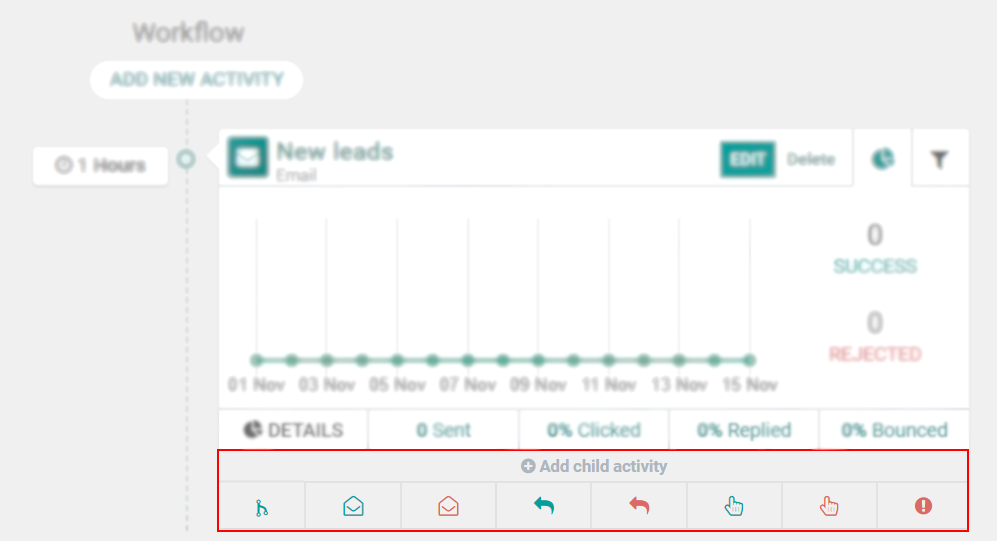 Workflow
ADD NEW ACTIVITY
1 Hours
New leads
Email
EDIT
Delete
0
SUCCESS
0
REJECTED
01 Nov 03 Nov 05 Nov 07 Nov 09 Nov 11 Nov 13 Nov 15 Nov
DETAILS 0 Sent 0% Clicked 0% Replied 0% Bounced
Add child activity